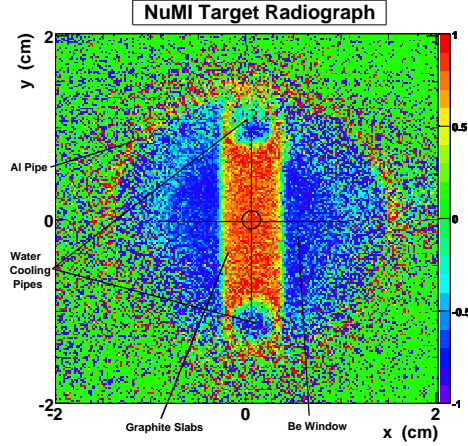 NuMI Target Radiograph
y (cm)
2
1
0.5
Al Pipe
0
0
Water
Cooling
Pipes
-0.5
-2
-1
-2
0
2
Graphite Slabs
Be Window
x (cm)